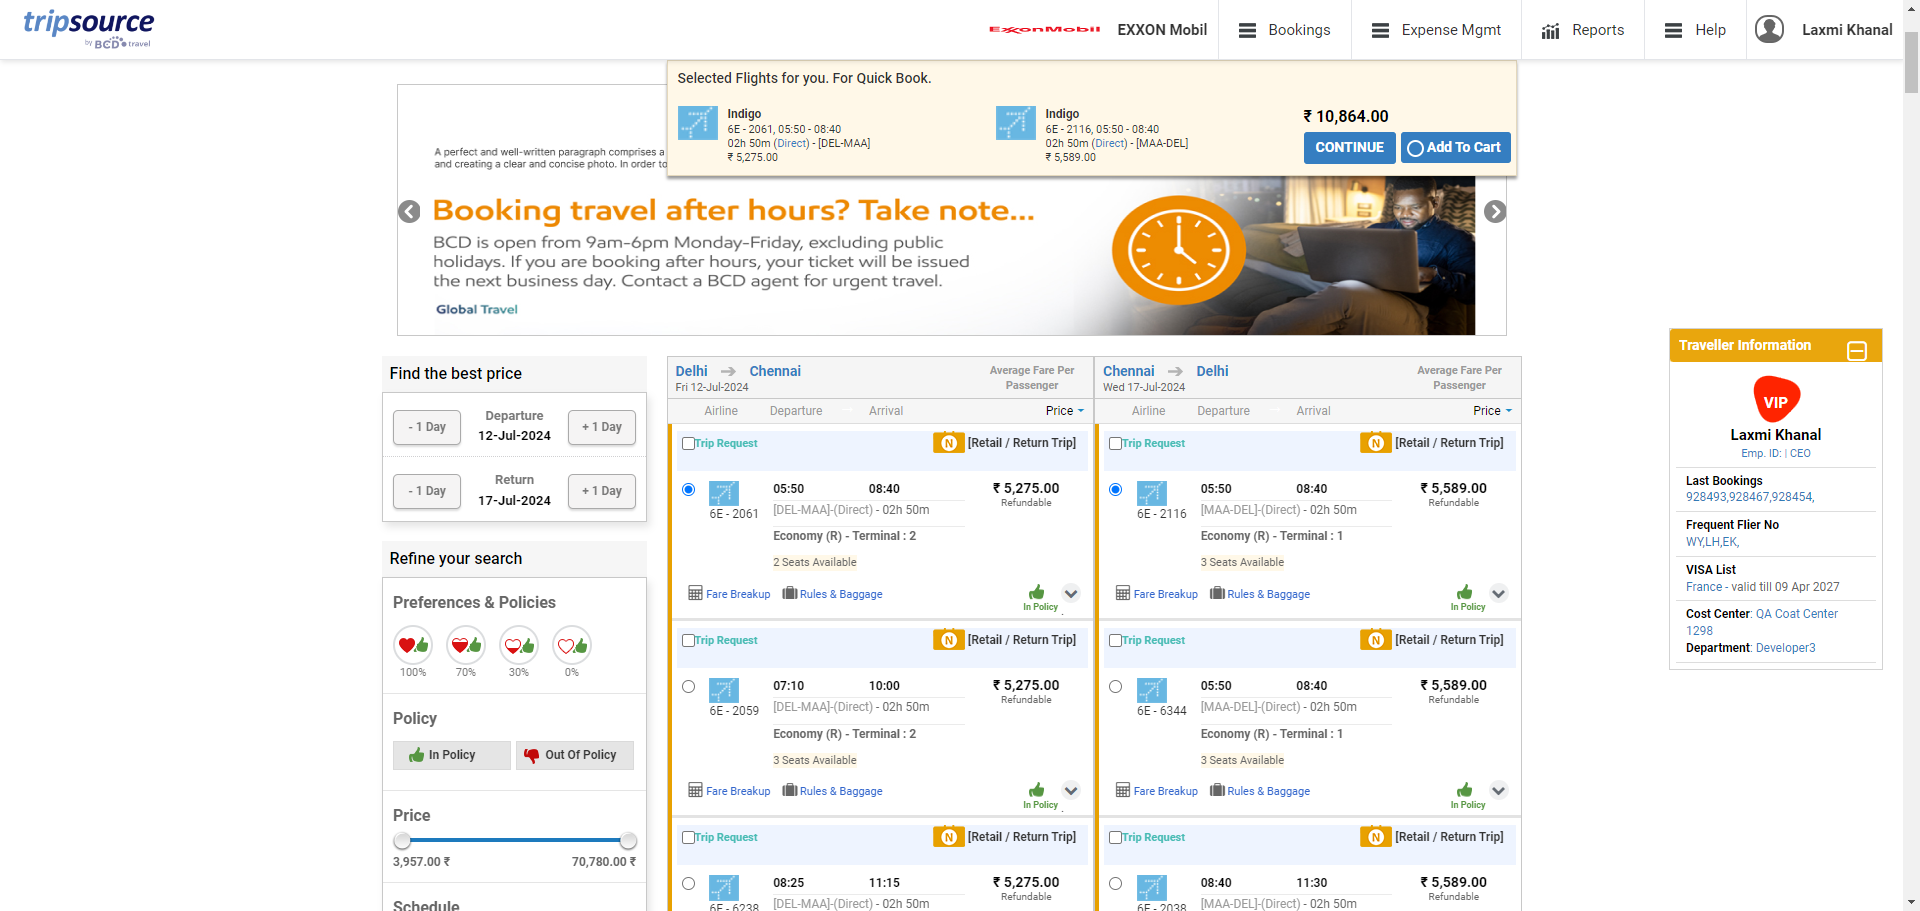 tripsource
by BCD travel
ExxonMobil
EXXON Mobil
Bookings
Expense Mgmt
Reports
Help
Laxmi Khanal
Selected Flights for you. For Quick Book.
Indigo
6E - 2061, 05:50 - 08:40
02h 50m (Direct) - [DEL-MAA]
₹ 5,275.00
Indigo
6E - 2116, 05:50 - 08:40
02h 50m (Direct) - [MAA-DEL]
₹ 5,589.00
₹ 10,864.00
CONTINUE
Add To Cart
A perfect and well-written paragraph comprises a
and creating a clear and concise photo. In order to
Booking travel after hours? Take note...
BCD is open from 9am-6pm Monday-Friday, excluding public
holidays. If you are booking after hours, your ticket will be issued
the next business day. Contact a BCD agent for urgent travel.
Global Travel
Find the best price
- 1 Day
Departure
12-Jul-2024
+ 1 Day
- 1 Day
Return
17-Jul-2024
+ 1 Day
Refine your search
Preferences & Policies
100%
70%
30%
0%
Policy
In Policy
Out Of Policy
Price
3,957.00 ₹
70,780.00 ₹
Schedule
Delhi
Chennai
Fri 12-Jul-2024
Average Fare Per
Passenger
Airline
Departure
Arrival
Price
Trip Request
N
[Retail / Return Trip]
05:50
08:40
₹ 5,275.00
Refundable
6E - 2061
[DEL-MAA]-(Direct) - 02h 50m
Economy (R) - Terminal : 2
2 Seats Available
Fare Breakup
Rules & Baggage
In Policy
Trip Request
N
[Retail / Return Trip]
07:10
10:00
₹ 5,275.00
Refundable
6E - 2059
[DEL-MAA]-(Direct) - 02h 50m
Economy (R) - Terminal : 2
3 Seats Available
Fare Breakup
Rules & Baggage
In Policy
Trip Request
N
[Retail / Return Trip]
08:25
11:15
₹ 5,275.00
Refundable
6E - 6238
[DEL-MAA]-(Direct) - 02h 50m
Chennai
Delhi
Wed 17-Jul-2024
Average Fare Per
Passenger
Airline
Departure
Arrival
Price
Trip Request
N
[Retail / Return Trip]
05:50
08:40
₹ 5,589.00
Refundable
6E - 2116
[MAA-DEL]-(Direct) - 02h 50m
Economy (R) - Terminal : 1
3 Seats Available
Fare Breakup
Rules & Baggage
In Policy
Trip Request
N
[Retail / Return Trip]
05:50
08:40
₹ 5,589.00
Refundable
6E - 6344
[MAA-DEL]-(Direct) - 02h 50m
Economy (R) - Terminal : 1
3 Seats Available
Fare Breakup
Rules & Baggage
In Policy
Trip Request
N
[Retail / Return Trip]
08:40
11:30
₹ 5,589.00
Refundable
6E - 2038
[MAA-DEL]-(Direct) - 02h 50m
Traveller Information
VIP
Laxmi Khanal
Emp. ID: | CEO
Last Bookings
928493,928467,928454,
Frequent Flier No
WY,LH,EK,
VISA List
France - valid till 09 Apr 2027
Cost Center: QA Coat Center
1298
Department: Developer3